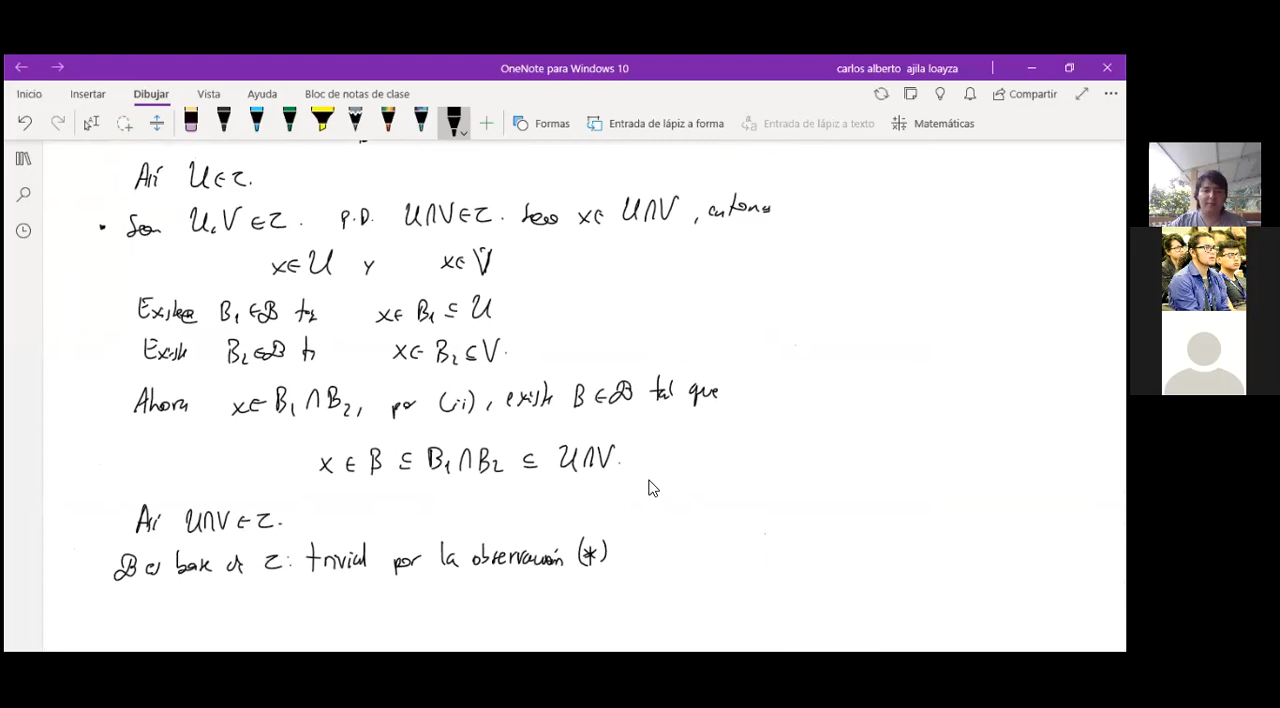 OneNote para Windows 10
carlos alberto ajila loayza
Inicio Insertar Dibujar Vista Ayuda Bloc de notas de clase
Compartir
Formas Entrada de lápiz a forma Entrada de lápiz a texto Matemáticas
Así U∈τ.
• Sean U,V ∈ τ. P.D. U∩V∈τ. Sea x∈ U∩V, entonces
x∈U y x∈V
Existe B₁∈ℬ tq x∈ B₁ ⊆ U
Existe B₂∈ℬ tq x∈ B₂⊆V.
Ahora x∈B₁∩B₂, por (ii), existe B∈ℬ tal que
x ∈ B ⊆ B₁∩B₂ ⊆ U∩V.
Así U∩V∈τ.
ℬ es base de τ: trivial por la observación (*)